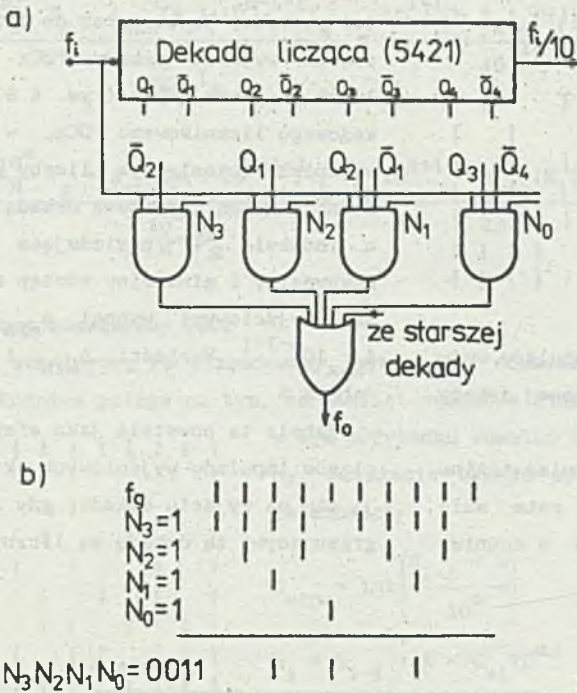 a)
fᵢ
Dekada licząca (5421)
fᵢ/10
Q₁ Q̄₁ Q₂ Q̄₂ Q₃ Q̄₃ Q₄ Q̄₄
Q̄₂ Q₁ Q₂ Q̄₁ Q₃ Q̄₄
N₃ N₂ N₁ N₀
ze starszej
dekady
f₀
b)
f₉
N₃=1
N₂=1
N₁=1
N₀=1
N₃N₂N₁N₀=0011